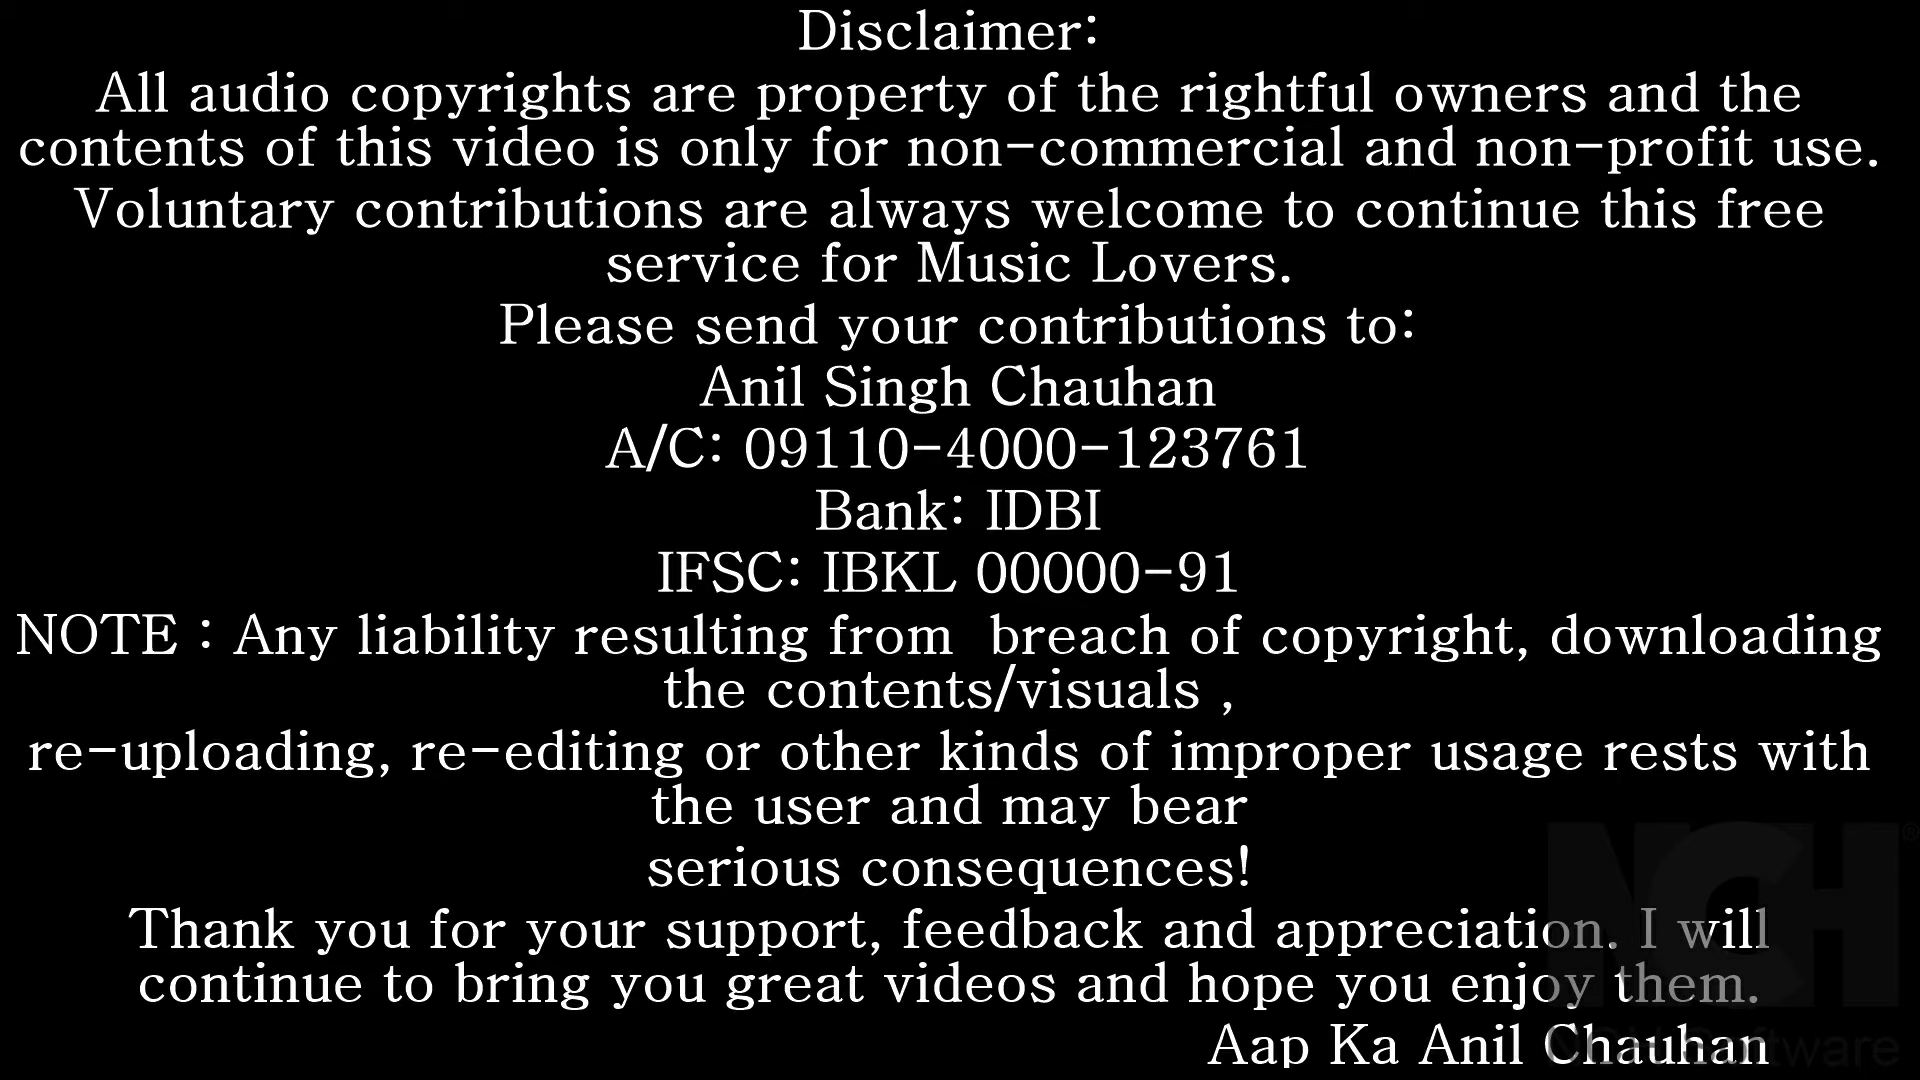 Disclaimer:
All audio copyrights are property of the rightful owners and the
contents of this video is only for non-commercial and non-profit use.
Voluntary contributions are always welcome to continue this free
service for Music Lovers.
Please send your contributions to:
Anil Singh Chauhan
A/C: 09110-4000-123761
Bank: IDBI
IFSC: IBKL 00000-91
NOTE : Any liability resulting from  breach of copyright, downloading
the contents/visuals ,
re-uploading, re-editing or other kinds of improper usage rests with
the user and may bear
serious consequences!
Thank you for your support, feedback and appreciation. I will
continue to bring you great videos and hope you enjoy them.
Aap Ka Anil Chauhan
NCH®
NCH Software